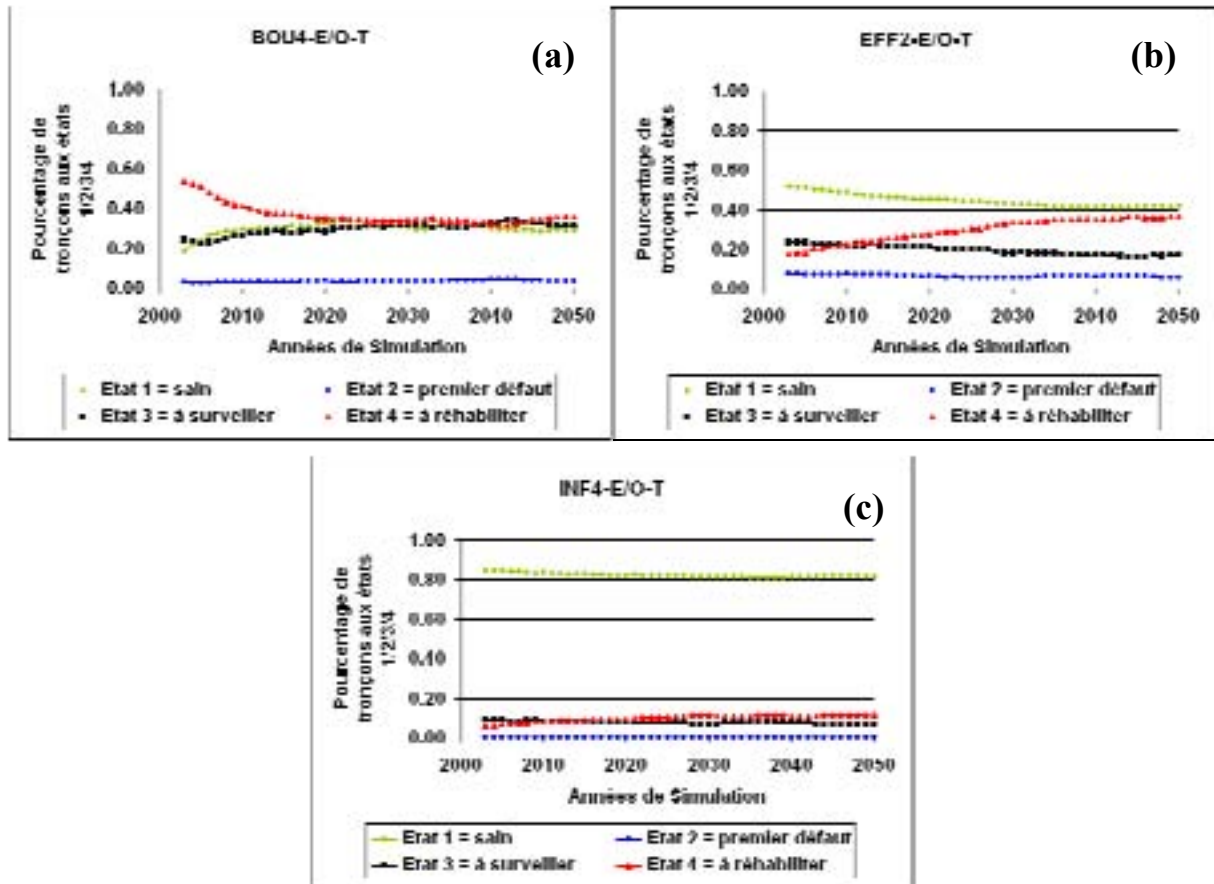 BOU4-E/O-T
(a)
Pourcentage de
tronçons aux états
1/2/3/4
1.00
0.80
0.60
0.40
0.20
0.00
2000 2010 2020 2030 2040 2050
Années de Simulation
Etat 1 = sain
Etat 2 = premier défaut
Etat 3 = à surveiller
Etat 4 = à réhabiliter
EFF2-E/O-T
(b)
Pourcentage de
tronçons aux états
1/2/3/4
1.00
0.80
0.60
0.40
0.20
0.00
2000 2010 2020 2030 2040 2050
Années de Simulation
Etat 1 = sain
Etat 2 = premier défaut
Etat 3 = à surveiller
Etat 4 = à réhabiliter
INF4-E/O-T
(c)
Pourcentage de
tronçons aux états
1/2/3/4
1.00
0.80
0.60
0.40
0.20
0.00
2000 2010 2020 2030 2040 2050
Années de Simulation
Etat 1 = sain
Etat 2 = premier défaut
Etat 3 = à surveiller
Etat 4 = à réhabiliter